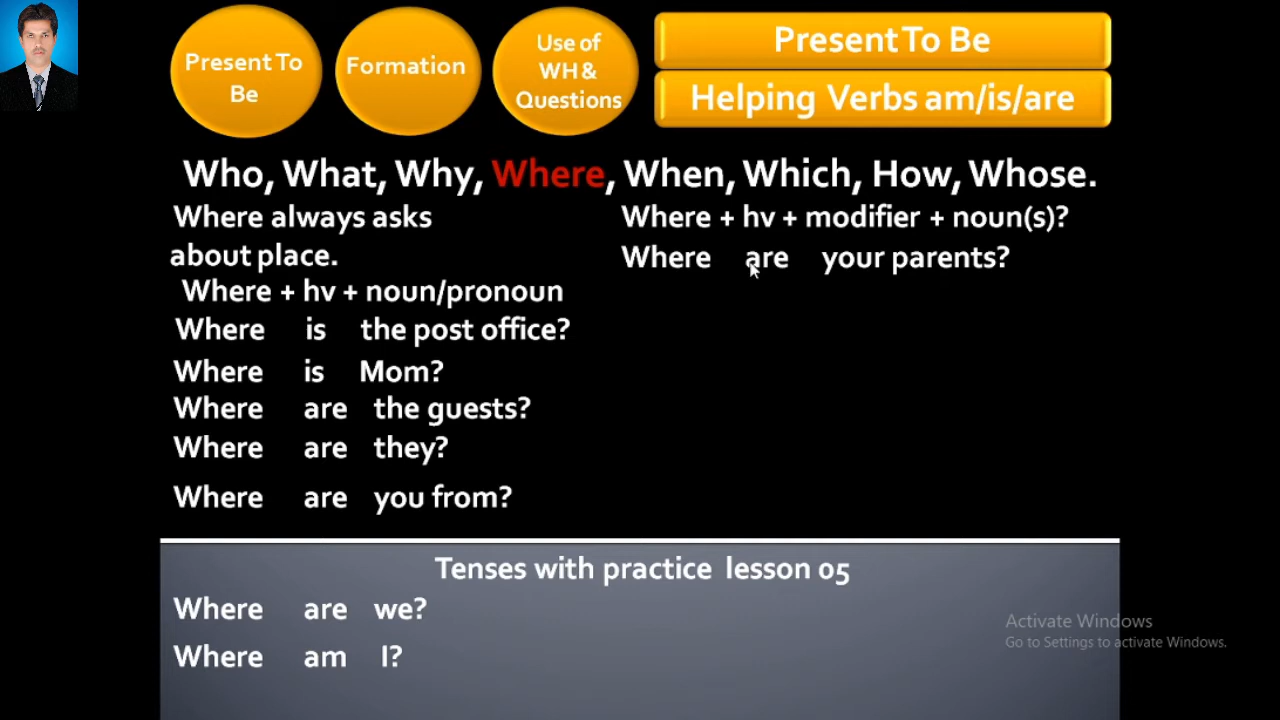 Present To
Be
Formation
Use of
WH &
Questions
Present To Be
Helping Verbs am/is/are
Who, What, Why, Where, When, Which, How, Whose.
Where always asks
about place.
Where + hv + noun/pronoun
Where is the post office?
Where is Mom?
Where are the guests?
Where are they?
Where are you from?
Where + hv + modifier + noun(s)?
Where are your parents?
Tenses with practice lesson 05
Where are we?
Where am I?
Activate Windows
Go to Settings to activate Windows.